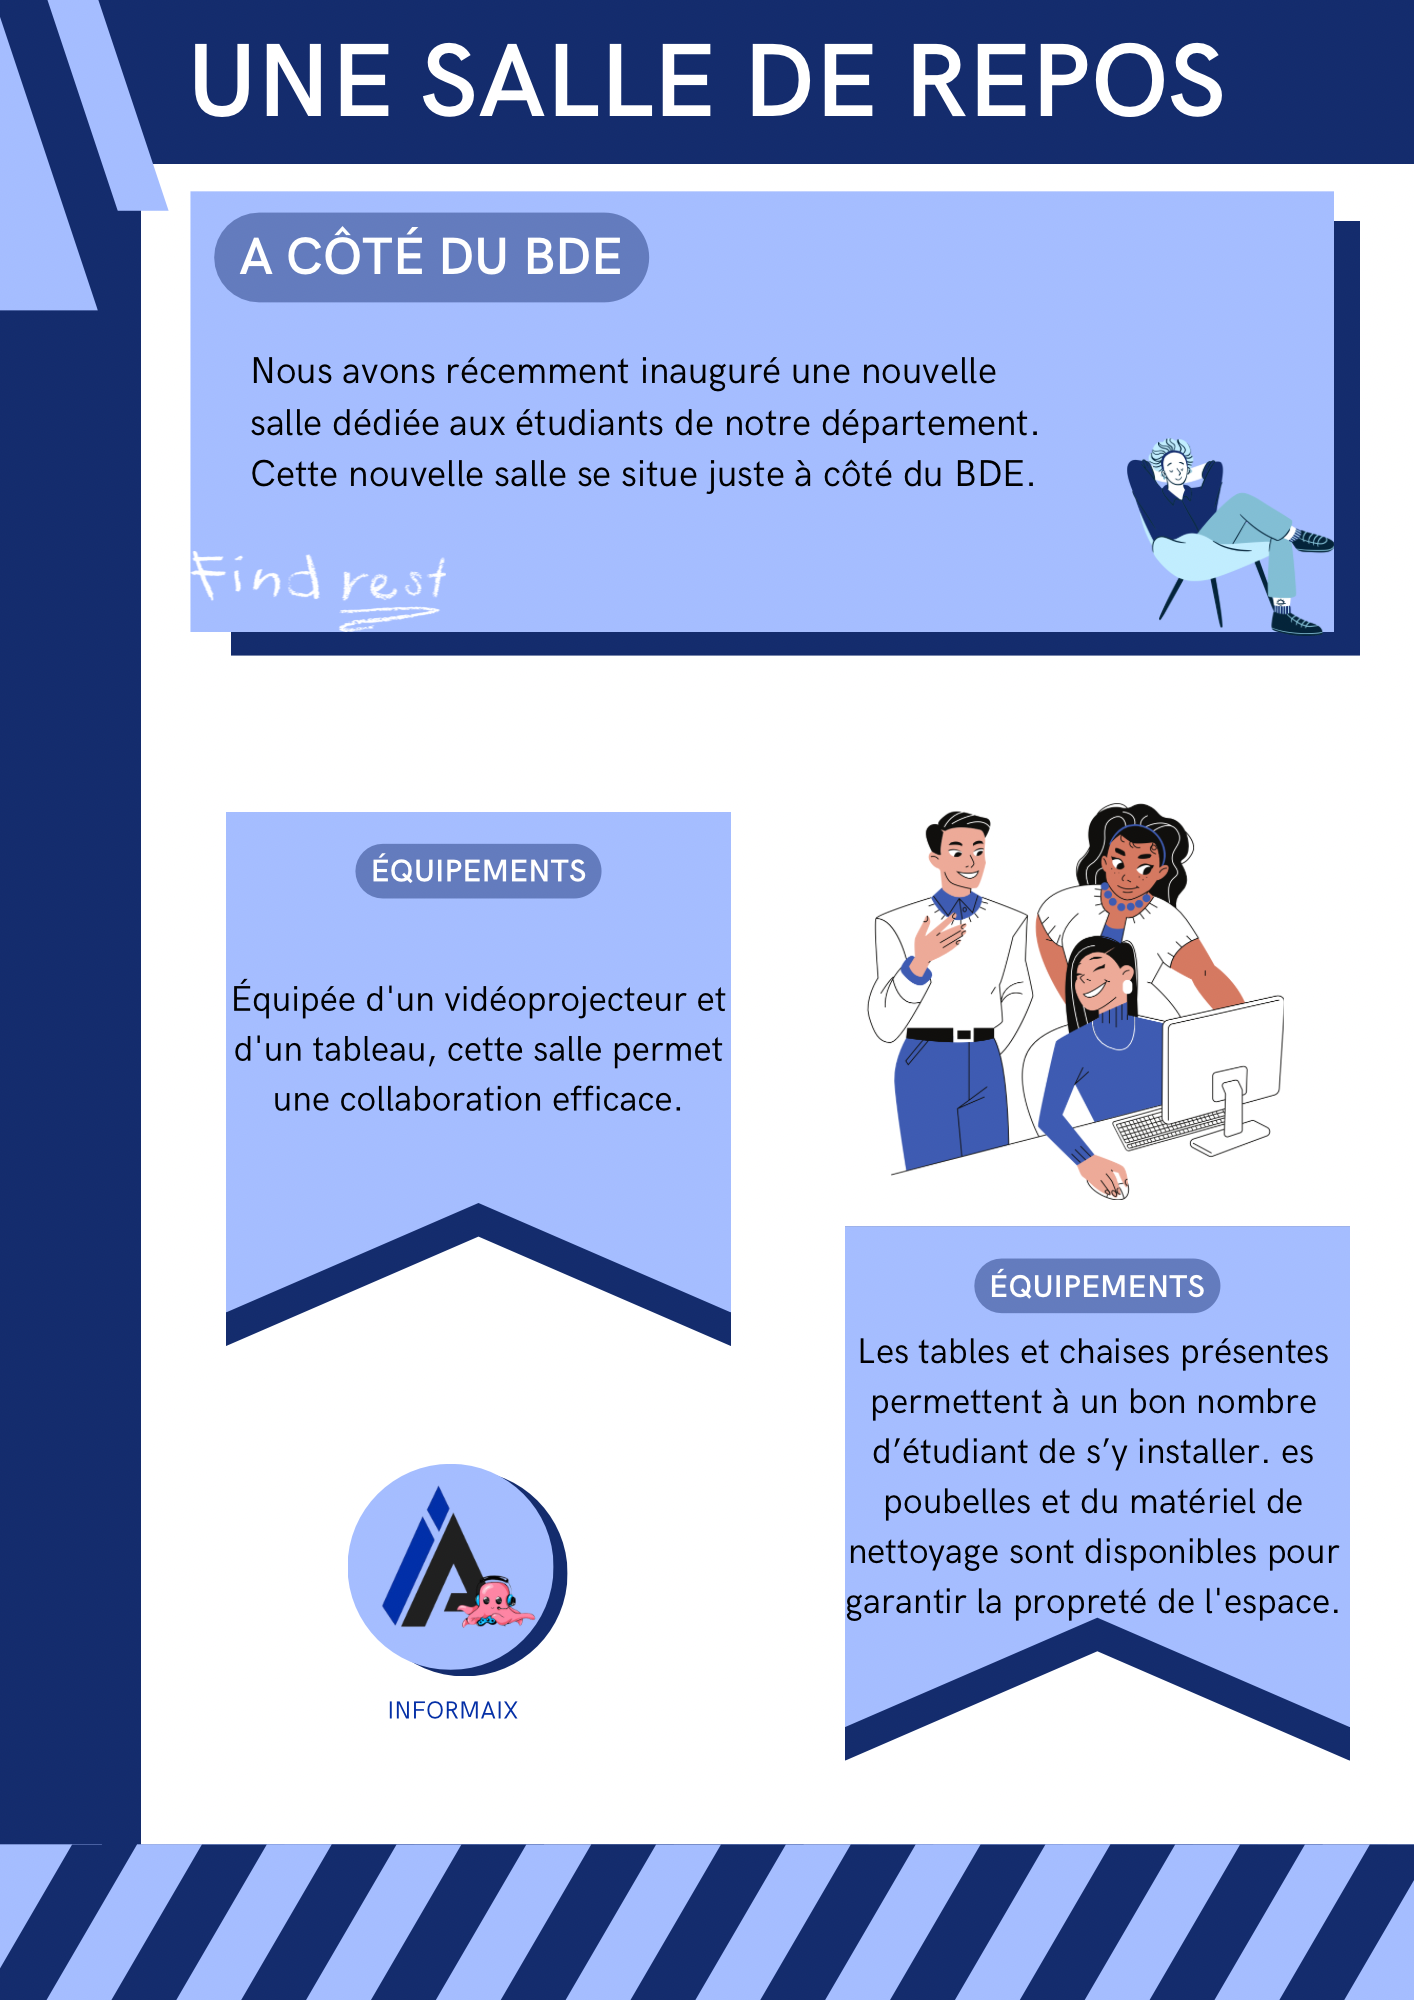 UNE SALLE DE REPOS
A CÔTÉ DU BDE
Nous avons récemment inauguré une nouvelle
salle dédiée aux étudiants de notre département.
Cette nouvelle salle se situe juste à côté du BDE.
Find rest
ÉQUIPEMENTS
Équipée d'un vidéoprojecteur et
d'un tableau, cette salle permet
une collaboration efficace.
ÉQUIPEMENTS
Les tables et chaises présentes
permettent à un bon nombre
d’étudiant de s’y installer. es
poubelles et du matériel de
nettoyage sont disponibles pour
garantir la propreté de l'espace.
INFORMAIX